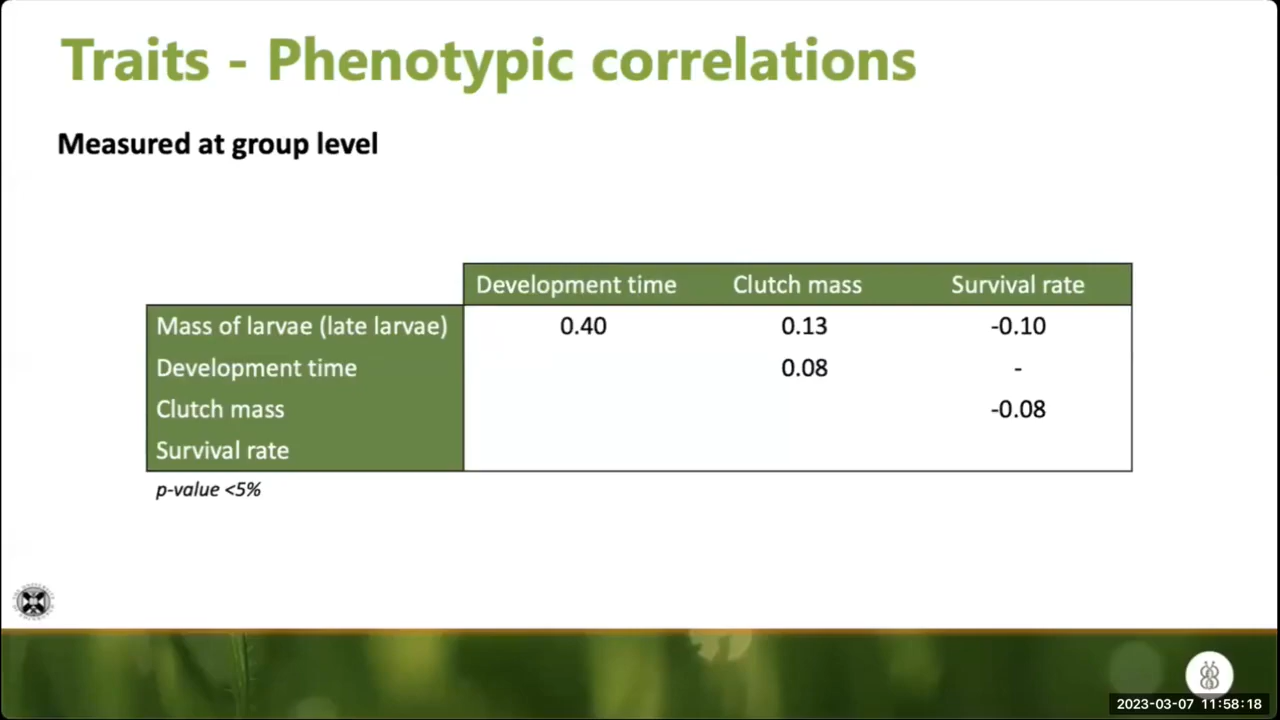 Traits - Phenotypic correlations
Measured at group level
Development time Clutch mass Survival rate
Mass of larvae (late larvae) 0.40 0.13 -0.10
Development time 0.08 -
Clutch mass -0.08
Survival rate
p-value <5%
2023-03-07 11:58:18